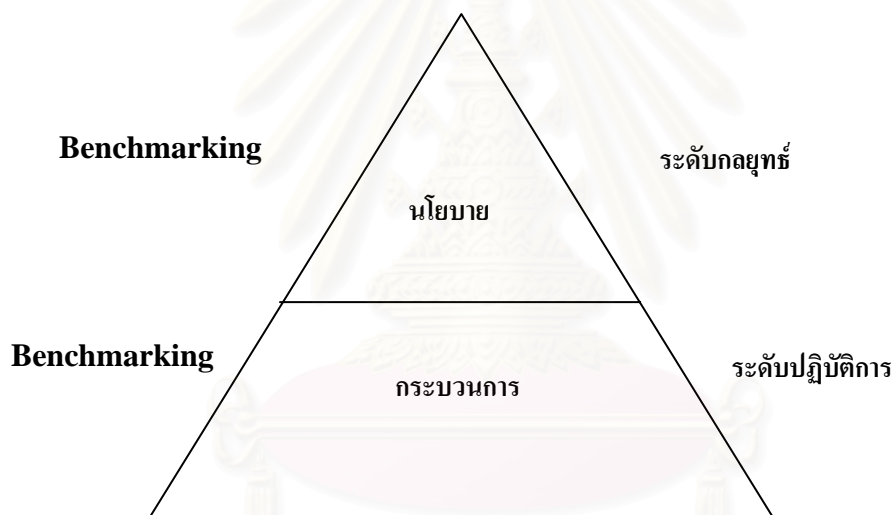 Benchmarking
ระดับกลยุทธ์
นโยบาย
Benchmarking
ระดับปฏิบัติการ
กระบวนการ